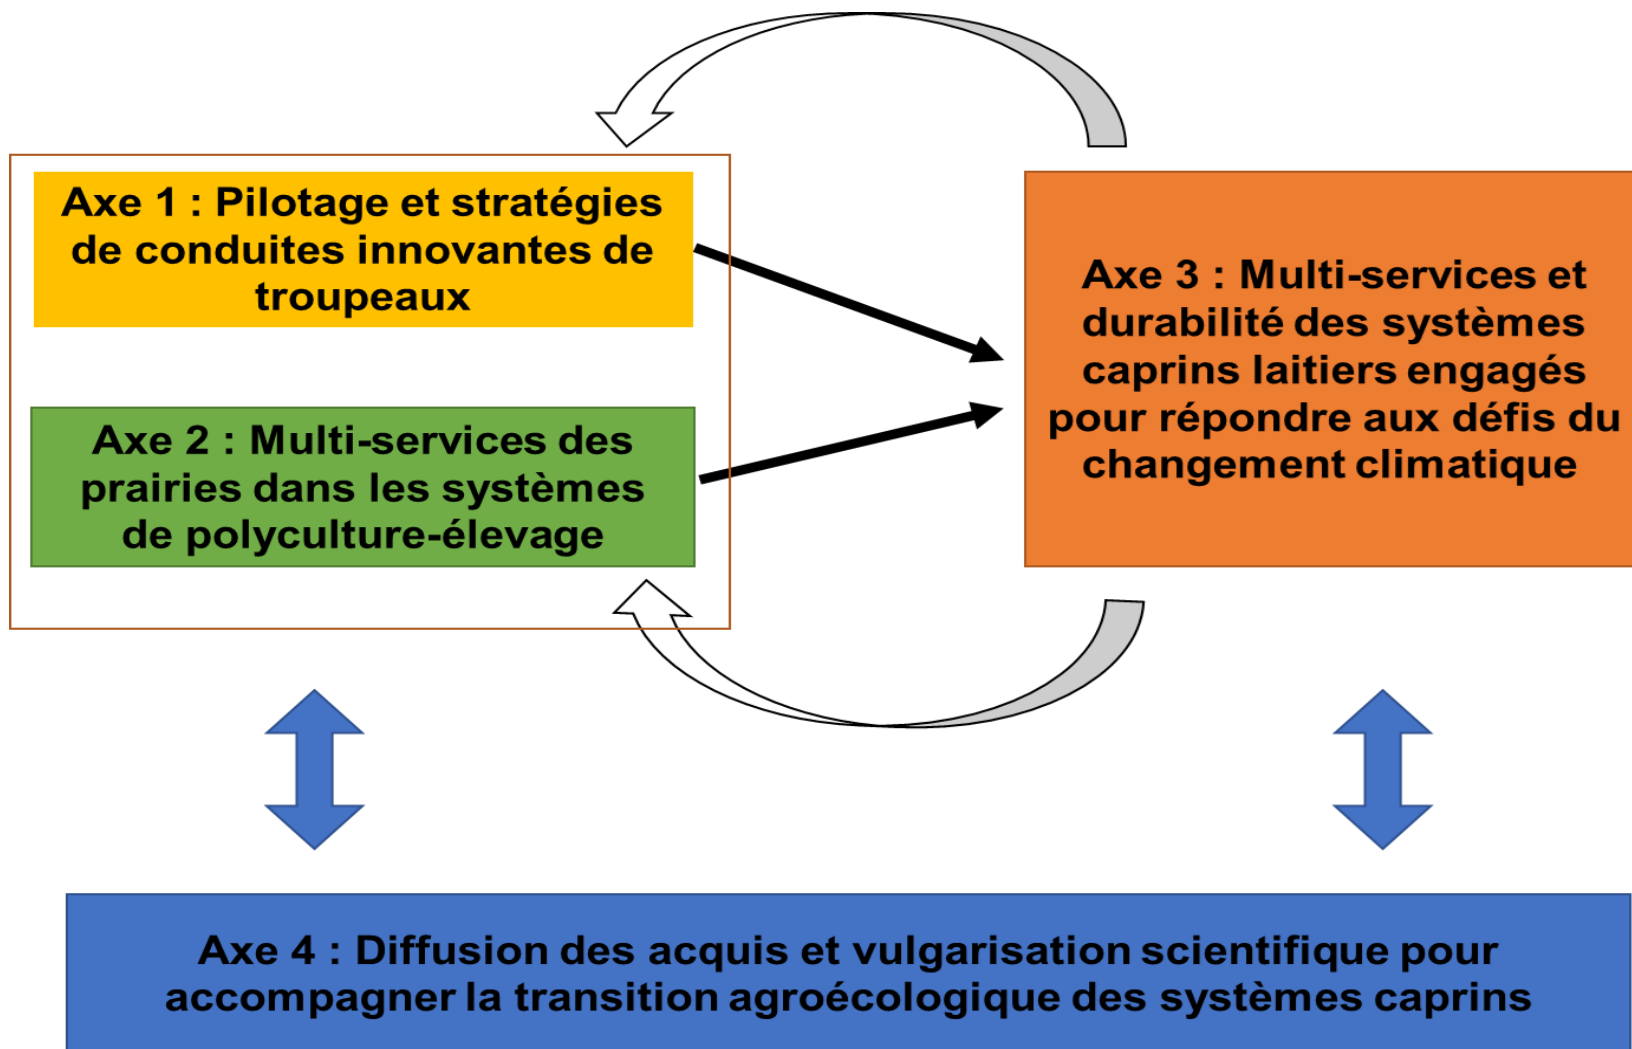 Axe 1 : Pilotage et stratégies
de conduites innovantes de
troupeaux
Axe 2 : Multi-services des
prairies dans les systèmes
de polyculture-élevage
Axe 3 : Multi-services et
durabilité des systèmes
caprins laitiers engagés
pour répondre aux défis du
changement climatique
Axe 4 : Diffusion des acquis et vulgarisation scientifique pour
accompagner la transition agroécologique des systèmes caprins